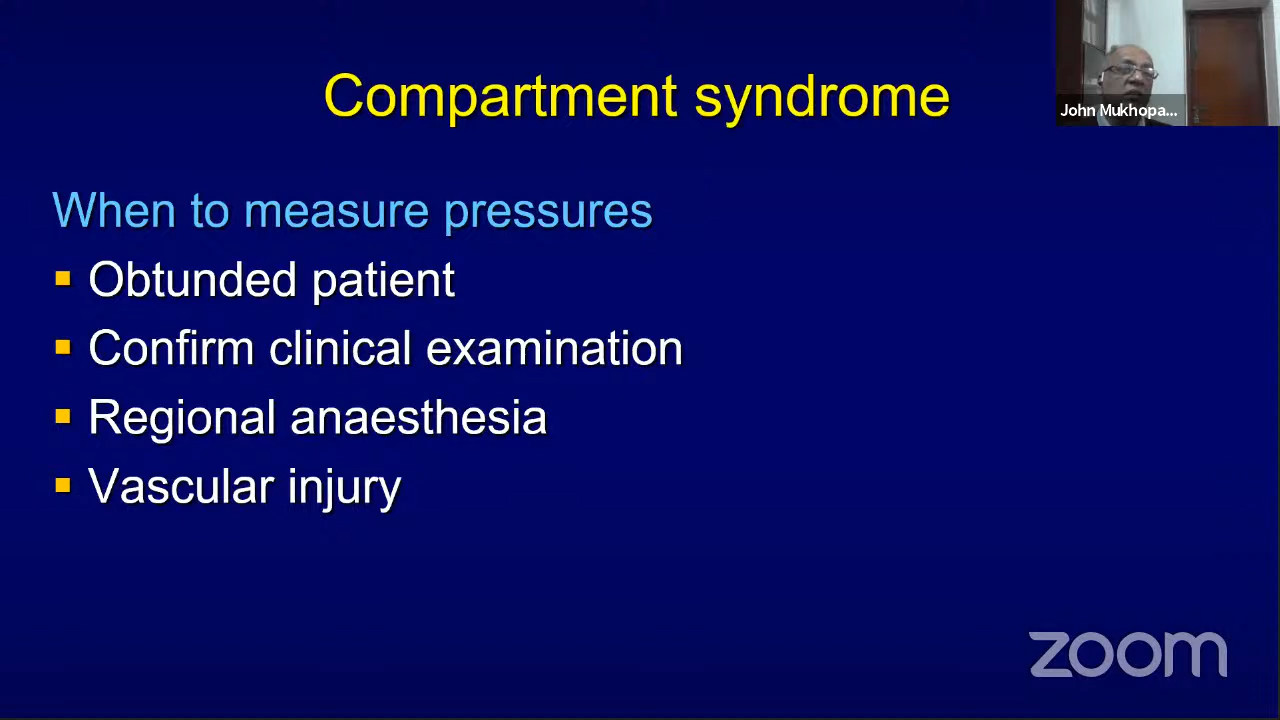 Compartment syndrome
John Mukhopa...
When to measure pressures
Obtunded patient
Confirm clinical examination
Regional anaesthesia
Vascular injury
zoom